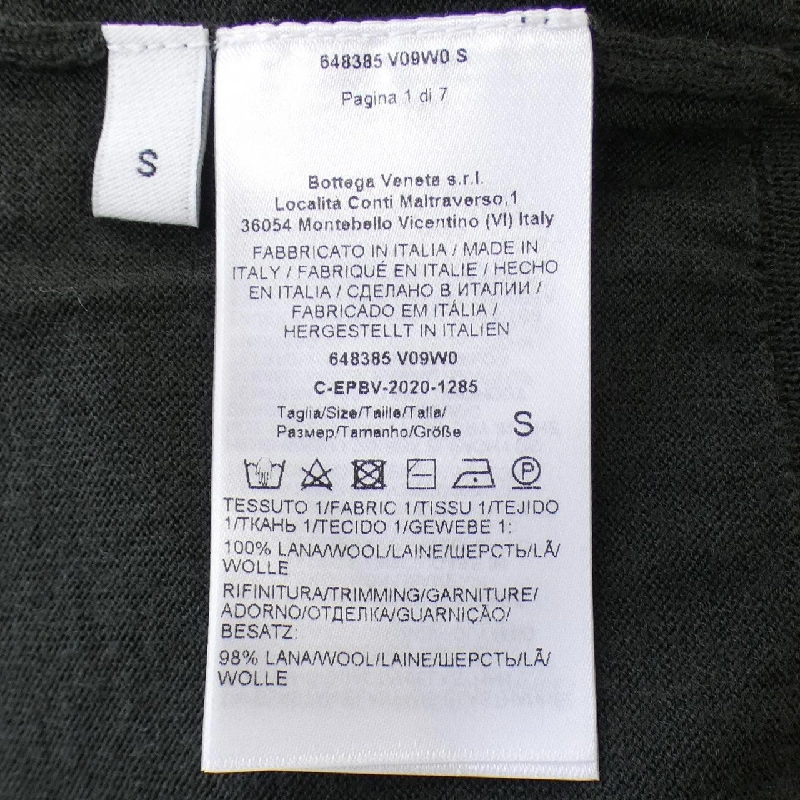 648385 V09W0 S
Pagina 1 di 7
S
Bottega Veneta s.r.l.
Località Conti Maltraverso,1
36054 Montebello Vicentino (VI) Italy
FABBRICATO IN ITALIA / MADE IN
ITALY / FABRIQUÉ EN ITALIE / HECHO
EN ITALIA / СДЕЛАНО В ИТАЛИИ /
FABRICADO EM ITÁLIA /
HERGESTELLT IN ITALIEN
648385 V09W0
C-EPBV-2020-1285
Taglia/Size/Taille/Talla/
Размер/Tamanho/Größe S
P
TESSUTO 1/FABRIC 1/TISSU 1/TEJIDO
1/ТКАНЬ 1/TECIDO 1/GEWEBE 1:
100% LANA/WOOL/LAINE/ШЕРСТЬ/LÃ/
WOLLE
RIFINITURA/TRIMMING/GARNITURE/
ADORNO/ОТДЕЛКА/GUARNIÇÃO/
BESATZ:
98% LANA/WOOL/LAINE/ШЕРСТЬ/LÃ/
WOLLE